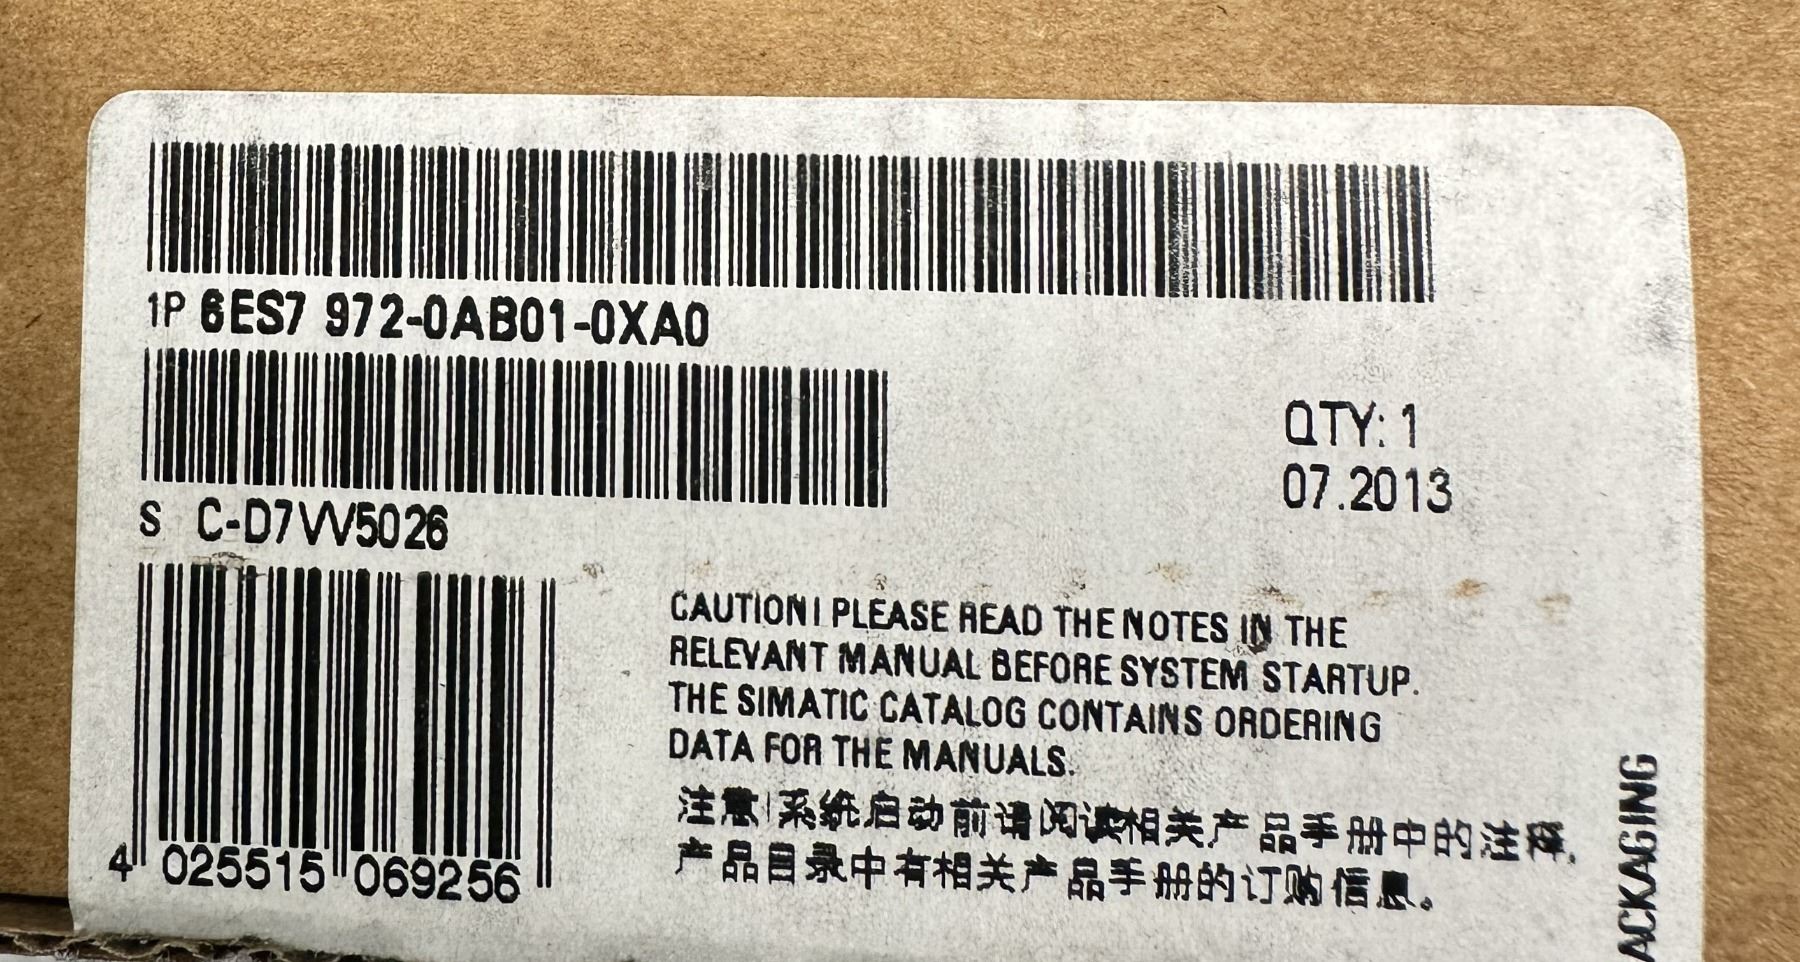 1P 6ES7 972-0AB01-0XA0
QTY: 1
07.2013
S C-D7VV5026
CAUTION! PLEASE READ THE NOTES IN THE
RELEVANT MANUAL BEFORE SYSTEM STARTUP.
THE SIMATIC CATALOG CONTAINS ORDERING
DATA FOR THE MANUALS.
注意!系统启动前请阅读相关产品手册中的注释.
产品目录中有相关产品手册的订购信息。
4 025515 069256
ACKAGING